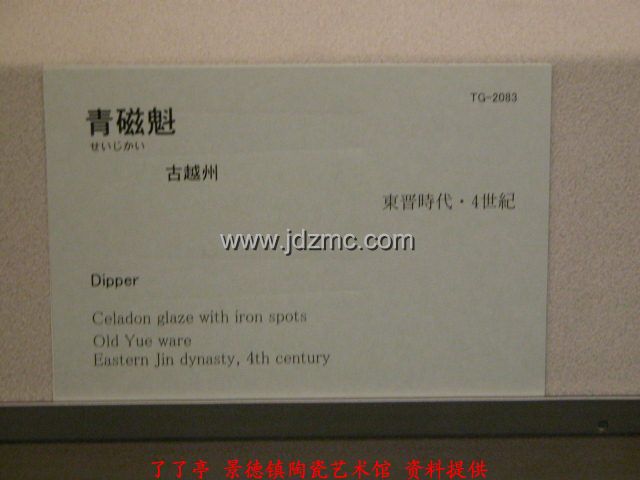 TG-2083
青磁魁
せいじかい
古越州
東晋時代・4世紀
www.jdzmc.com
Dipper
Celadon glaze with iron spots
Old Yue ware
Eastern Jin dynasty, 4th century
了了亭 景德镇陶瓷艺术馆 资料提供